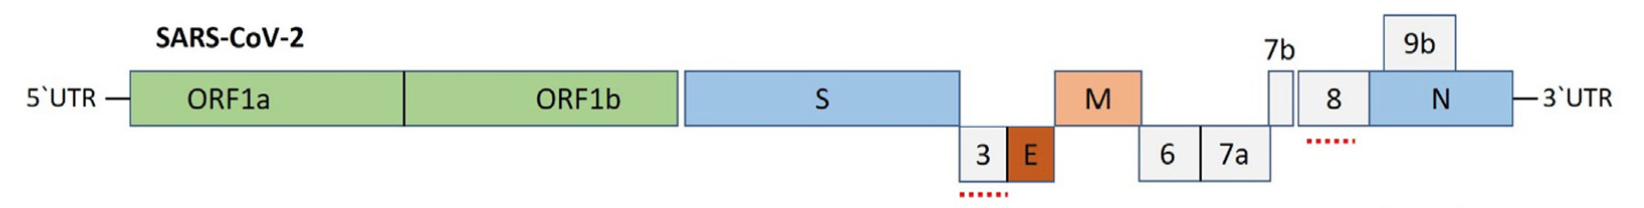 SARS-CoV-2
9b
7b
5`UTR ORF1a ORF1b S M 8 N 3`UTR
3 E 6 7a